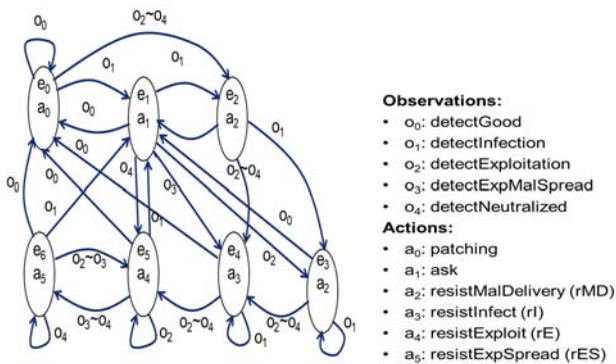 o₀
o₂~o₄
o₁
o₁
e₀
a₀
e₁
a₁
e₂
a₂
o₀
o₀
o₁
o₀
o₀
o₄
o₃
o₂~o₄
o₀
o₁
o₁
o₂
e₆
a₅
o₂~o₃
e₅
a₄
e₄
a₃
e₃
a₂
o₃~o₄
o₂~o₄
o₂~o₄
o₄
o₂
o₁
o₁
Observations:
• o₀: detectGood
• o₁: detectInfection
• o₂: detectExploitation
• o₃: detectExpMalSpread
• o₄: detectNeutralized
Actions:
• a₀: patching
• a₁: ask
• a₂: resistMalDelivery (rMD)
• a₃: resistInfect (rI)
• a₄: resistExploit (rE)
• a₅: resistExpSpread (rES)